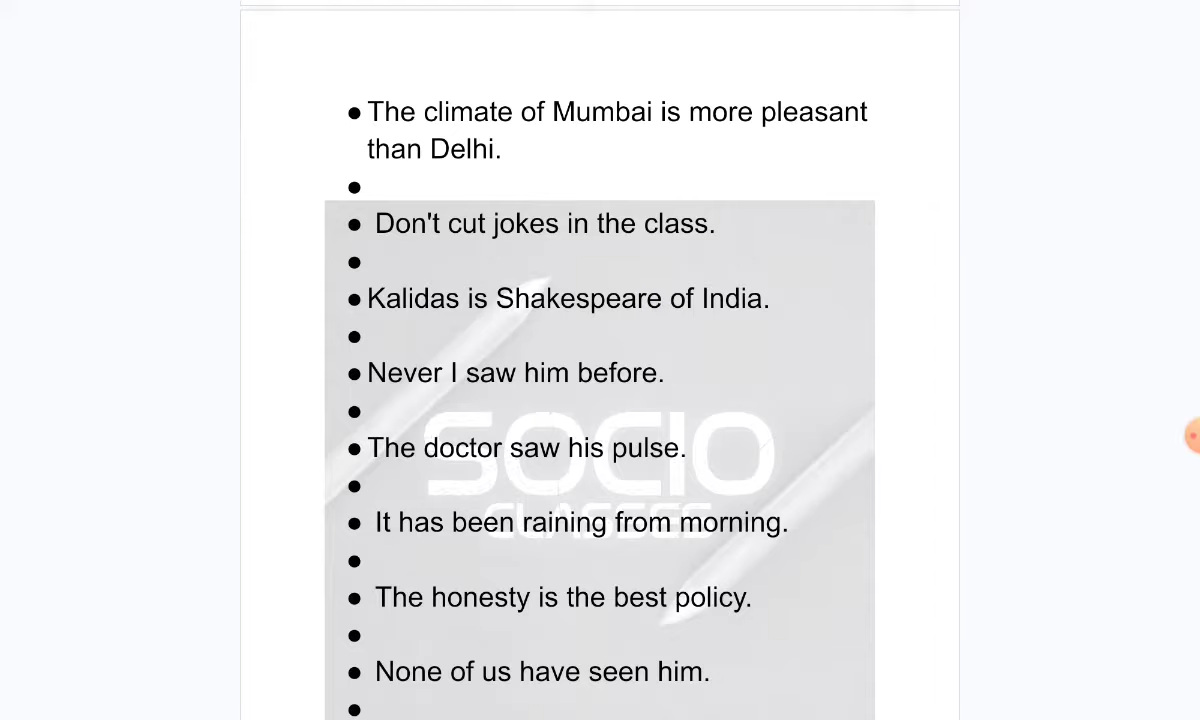 ● The climate of Mumbai is more pleasant
than Delhi.
●
● Don't cut jokes in the class.
●
● Kalidas is Shakespeare of India.
●
● Never I saw him before.
●
● The doctor saw his pulse.
SOCIO
●
● It has been raining from morning.
CLASSES
●
● The honesty is the best policy.
●
● None of us have seen him.
●